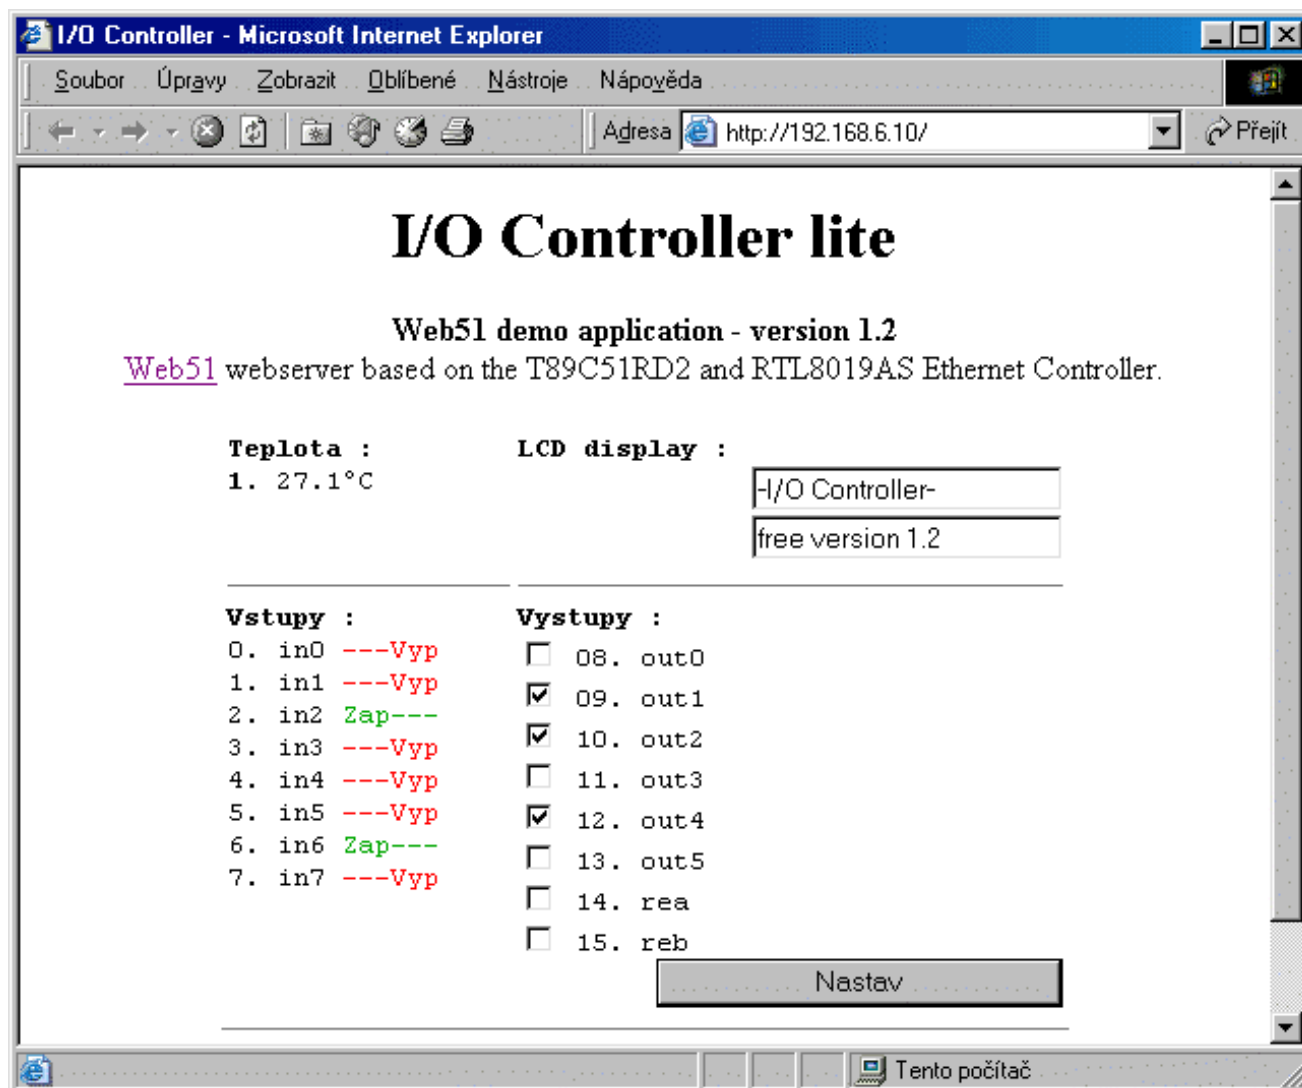 I/O Controller - Microsoft Internet Explorer
Soubor Úpravy Zobrazit Oblíbené Nástroje Nápověda
Adresa http://192.168.6.10/ Přejít
I/O Controller lite
Web51 demo application - version 1.2
Web51 webserver based on the T89C51RD2 and RTL8019AS Ethernet Controller.
Teplota : LCD display :
1. 27.1°C
-I/O Controller-
free version 1.2
Vstupy : Vystupy :
0. in0 ---Vyp
1. in1 ---Vyp
2. in2 Zap---
3. in3 ---Vyp
4. in4 ---Vyp
5. in5 ---Vyp
6. in6 Zap---
7. in7 ---Vyp
08. out0
09. out1
10. out2
11. out3
12. out4
13. out5
14. rea
15. reb
Nastav
Tento počítač